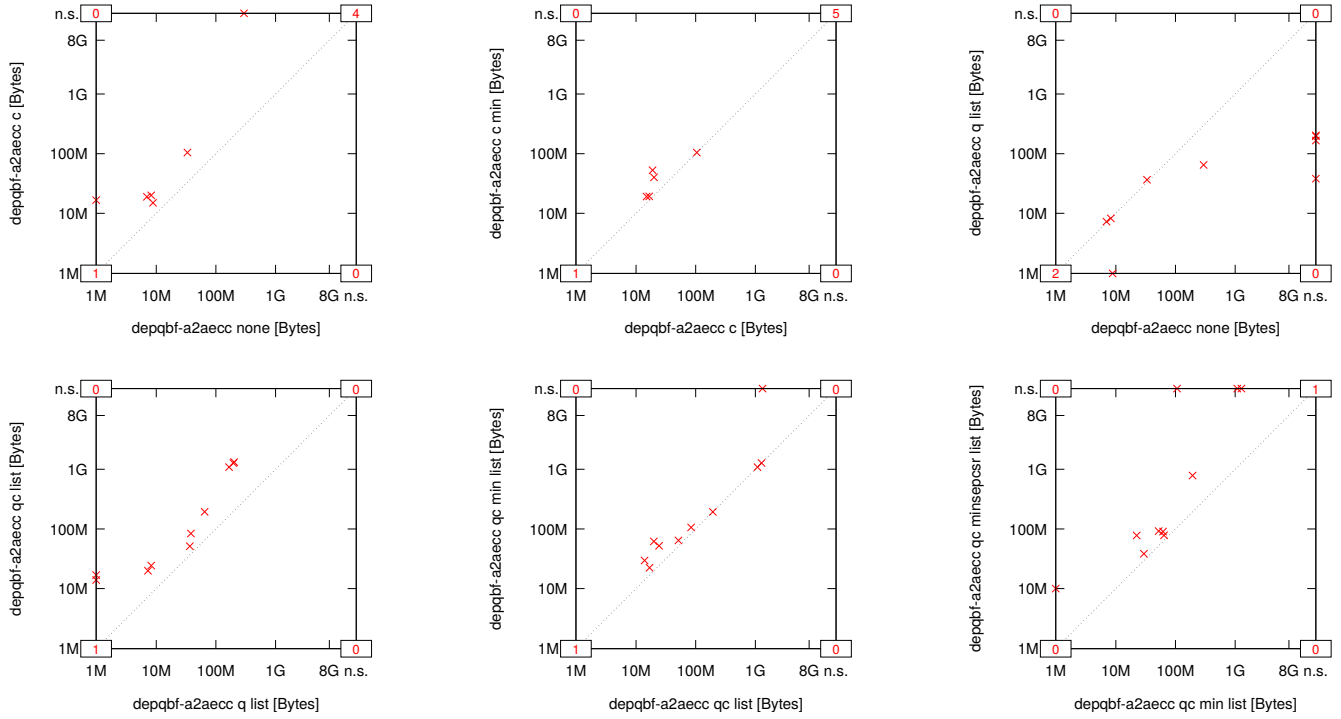 n.s. 0 4
8G
1G
100M
10M
1M 1 0
1M 10M 100M 1G 8G n.s.
depqbf-a2aecc c [Bytes]
depqbf-a2aecc none [Bytes]
n.s. 0 5
8G
1G
100M
10M
1M 1 0
1M 10M 100M 1G 8G n.s.
depqbf-a2aecc c min [Bytes]
depqbf-a2aecc c [Bytes]
n.s. 0 0
8G
1G
100M
10M
1M 2 0
1M 10M 100M 1G 8G n.s.
depqbf-a2aecc q list [Bytes]
depqbf-a2aecc none [Bytes]
n.s. 0 0
8G
1G
100M
10M
1M 1 0
1M 10M 100M 1G 8G n.s.
depqbf-a2aecc qc list [Bytes]
depqbf-a2aecc q list [Bytes]
n.s. 0 0
8G
1G
100M
10M
1M 1 0
1M 10M 100M 1G 8G n.s.
depqbf-a2aecc qc min list [Bytes]
depqbf-a2aecc qc list [Bytes]
n.s. 0 1
8G
1G
100M
10M
1M 0 0
1M 10M 100M 1G 8G n.s.
depqbf-a2aecc qc minsepcsr list [Bytes]
depqbf-a2aecc qc min list [Bytes]